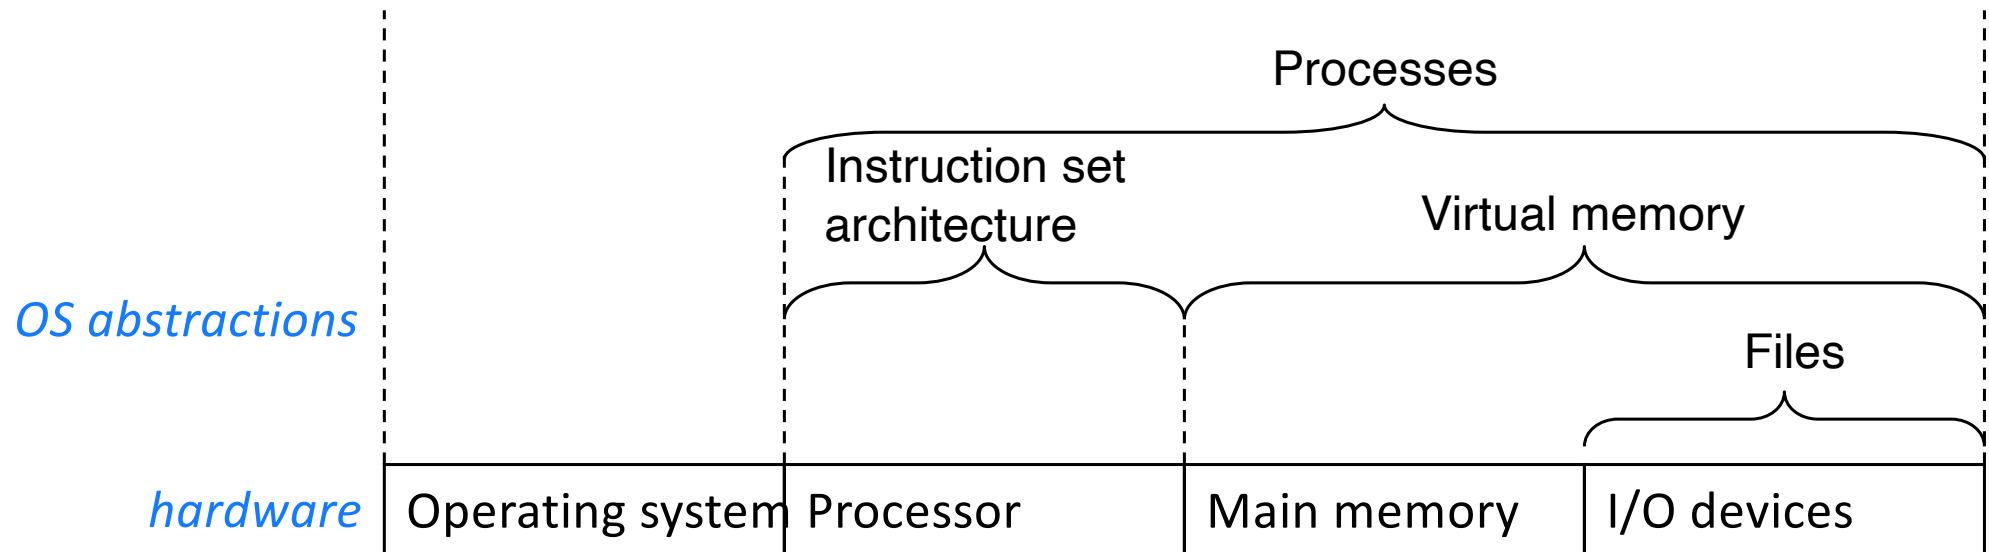 Processes
Instruction set
architecture
Virtual memory
OS abstractions
Files
hardware
Operating system
Processor
Main memory
I/O devices